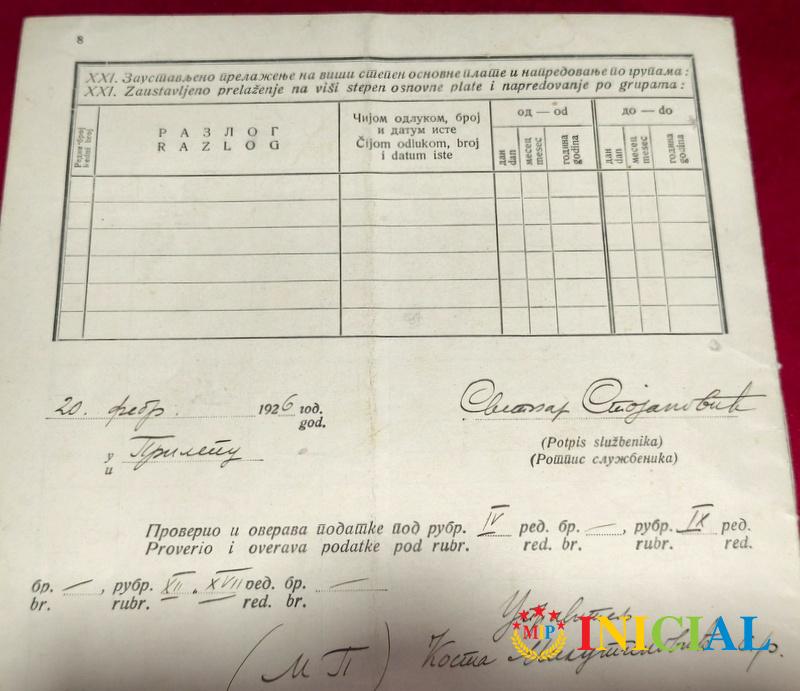 8
XXI. Заустављено прелажење на виши степен основне плате и напредовање по групама:
XXI. Zaustavljeno prelaženje na viši stepen osnovne plate i napredovanje po grupama:
Редни број
Redni broj
РАЗЛОГ
RAZLOG
Чијом одлуком, број
и датум исте
Čijom odlukom, broj
i datum iste
од — od
дан
dan
месец
mesec
година
godina
до — do
дан
dan
месец
mesec
година
godina
20. фебр. 1926 год.
god.
у Прилепу
u
Светозар Стојановић
(Potpis službenika)
(Потпис службеника)
Проверио и оверава податке под рубр. IV ред. бр. —, рубр. IX ред.
Proverio i overava podatke pod rubr. red. br. rubr. red.
бр. —, рубр. XII, XVII ред. бр. —
br. rubr. red. br.
Управитељ
(М П) Коста с.р.
MIP INICIAL